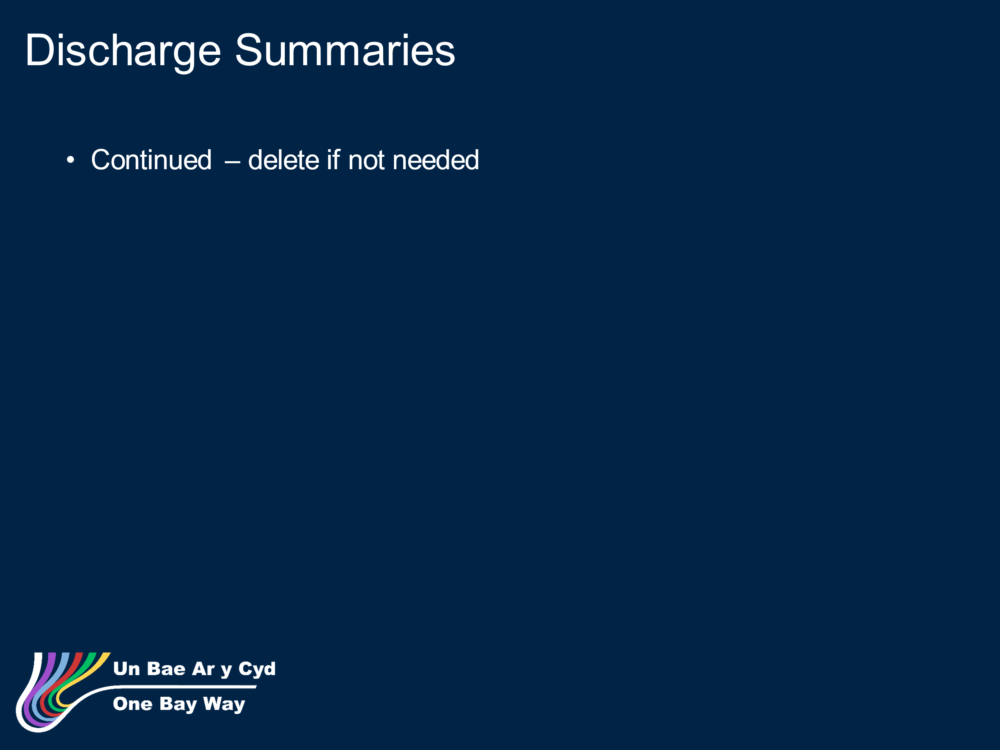 Discharge Summaries
• Continued – delete if not needed
Un Bae Ar y Cyd
One Bay Way